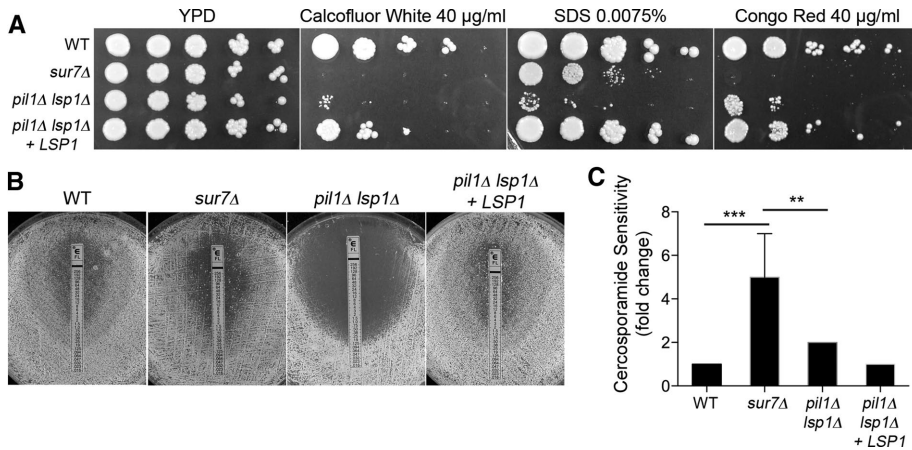 A
YPD
Calcofluor White 40 µg/ml
SDS 0.0075%
Congo Red 40 µg/ml
WT
sur7Δ
pil1Δ lsp1Δ
pil1Δ lsp1Δ
+ LSP1
B
WT
sur7Δ
pil1Δ lsp1Δ
pil1Δ lsp1Δ
+ LSP1
C
Cercosporamide Sensitivity
(fold change)
8
6
4
2
0
***
**
WT
sur7Δ
pil1Δ
lsp1Δ
pil1Δ
lsp1Δ
+ LSP1